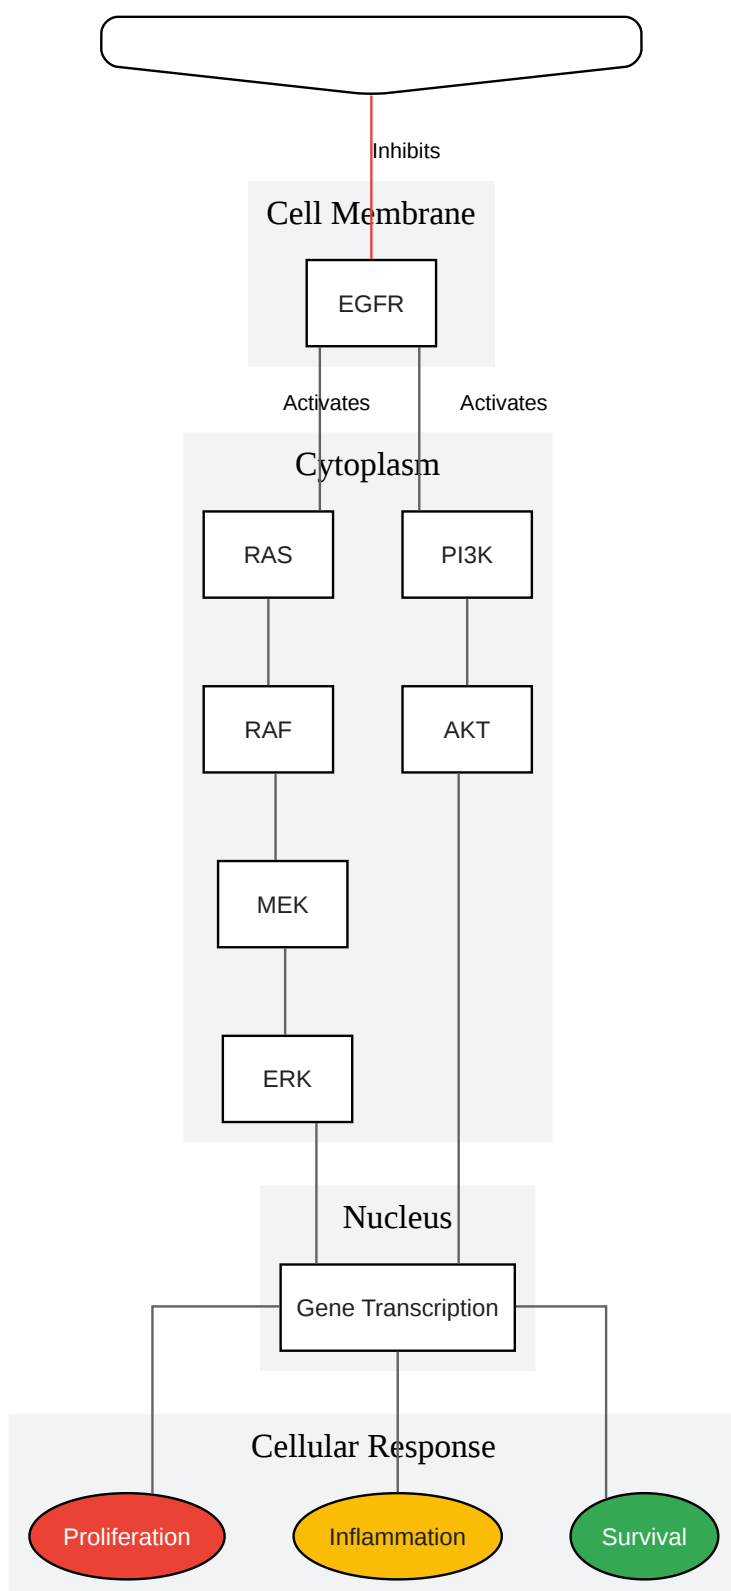 Inhibits
Cell Membrane
EGFR
Activates
Activates
Cytoplasm
RAS
PI3K
RAF
AKT
MEK
ERK
Nucleus
Gene Transcription
Cellular Response
Proliferation
Inflammation
Survival